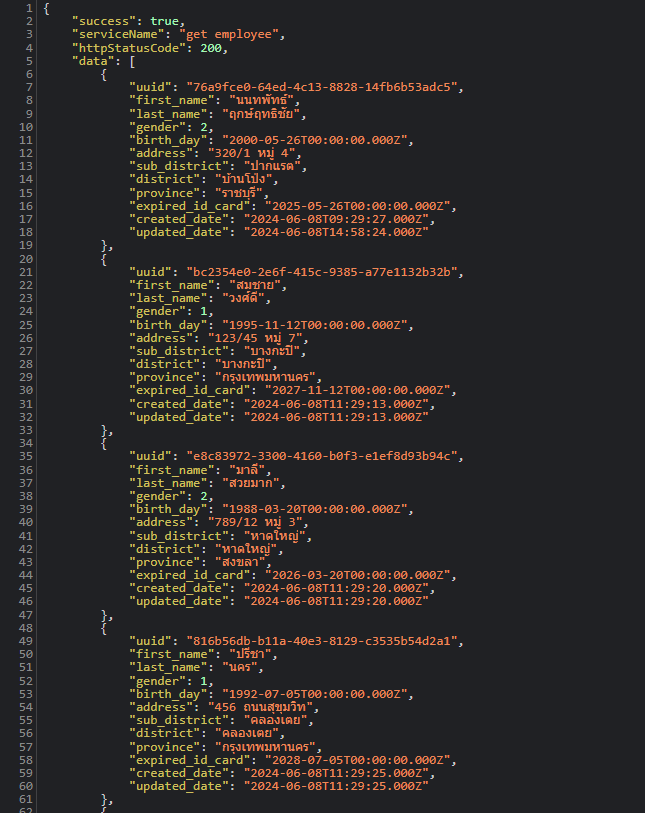 1 {
2 "success": true,
3 "serviceName": "get employee",
4 "httpStatusCode": 200,
5 "data": [
6 {
7 "uuid": "76a9fce0-64ed-4c13-8828-14fb6b53adc5",
8 "first_name": "นนทพัทธ์",
9 "last_name": "ฤกษ์ฤทธิชัย",
10 "gender": 2,
11 "birth_day": "2000-05-26T00:00:00.000Z",
12 "address": "320/1 หมู่ 4",
13 "sub_district": "ปากแรต",
14 "district": "บ้านโป่ง",
15 "province": "ราชบุรี",
16 "expired_id_card": "2025-05-26T00:00:00.000Z",
17 "created_date": "2024-06-08T09:29:27.000Z",
18 "updated_date": "2024-06-08T14:58:24.000Z"
19 },
20 {
21 "uuid": "bc2354e0-2e6f-415c-9385-a77e1132b32b",
22 "first_name": "สมชาย",
23 "last_name": "วงศ์ดี",
24 "gender": 1,
25 "birth_day": "1995-11-12T00:00:00.000Z",
26 "address": "123/45 หมู่ 7",
27 "sub_district": "บางกะปิ",
28 "district": "บางกะปิ",
29 "province": "กรุงเทพมหานคร",
30 "expired_id_card": "2027-11-12T00:00:00.000Z",
31 "created_date": "2024-06-08T11:29:13.000Z",
32 "updated_date": "2024-06-08T11:29:13.000Z"
33 },
34 {
35 "uuid": "e8c83972-3300-4160-b0f3-e1ef8d93b94c",
36 "first_name": "มาลี",
37 "last_name": "สวยมาก",
38 "gender": 2,
39 "birth_day": "1988-03-20T00:00:00.000Z",
40 "address": "789/12 หมู่ 3",
41 "sub_district": "หาดใหญ่",
42 "district": "หาดใหญ่",
43 "province": "สงขลา",
44 "expired_id_card": "2026-03-20T00:00:00.000Z",
45 "created_date": "2024-06-08T11:29:20.000Z",
46 "updated_date": "2024-06-08T11:29:20.000Z"
47 },
48 {
49 "uuid": "816b56db-b11a-40e3-8129-c3535b54d2a1",
50 "first_name": "ปรีชา",
51 "last_name": "นคร",
52 "gender": 1,
53 "birth_day": "1992-07-05T00:00:00.000Z",
54 "address": "456 ถนนสุขุมวิท",
55 "sub_district": "คลองเตย",
56 "district": "คลองเตย",
57 "province": "กรุงเทพมหานคร",
58 "expired_id_card": "2028-07-05T00:00:00.000Z",
59 "created_date": "2024-06-08T11:29:25.000Z",
60 "updated_date": "2024-06-08T11:29:25.000Z"
61 },
62 {